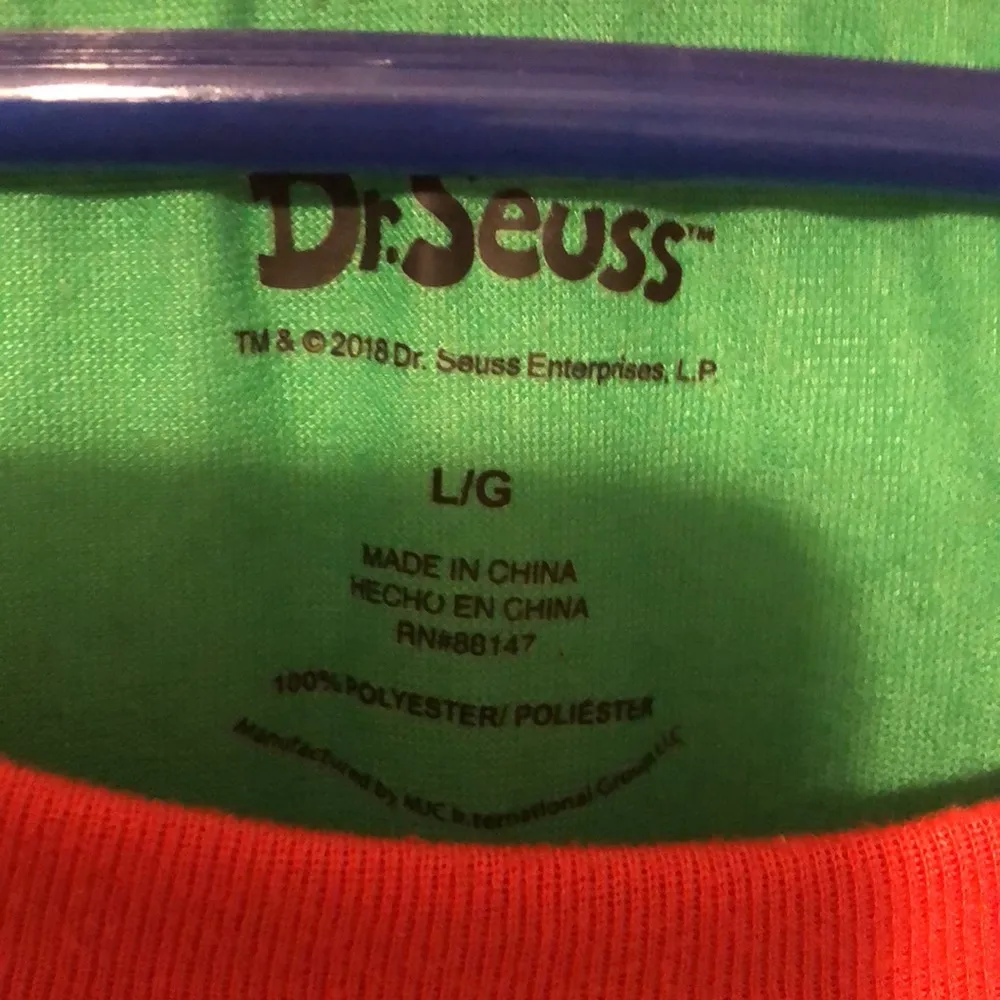 Dr. Seuss™
TM & © 2018 Dr. Seuss Enterprises, L.P.
L/G
MADE IN CHINA
HECHO EN CHINA
RN#88147
100% POLYESTER/ POLIÉSTER
Manufactured by MJC International Group LLC